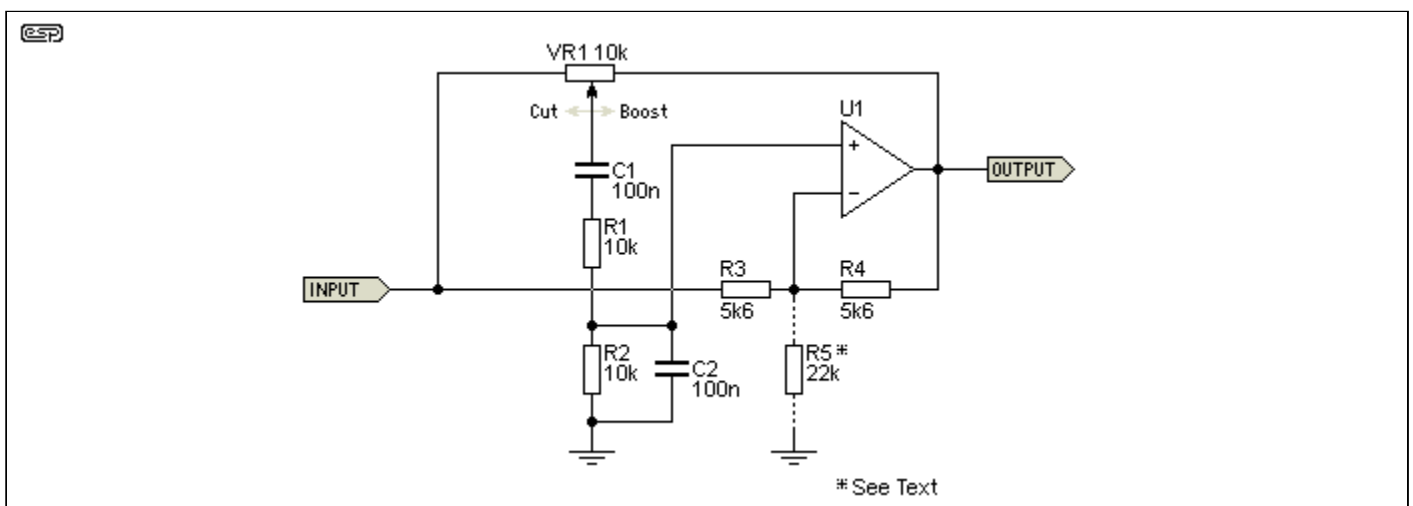 esp
VR1 10k
Cut Boost
U1
+
C1
100n
-
OUTPUT
R1
10k
R3
R4
INPUT
5k6
5k6
R2
10k
C2
100n
R5*
22k
*See Text